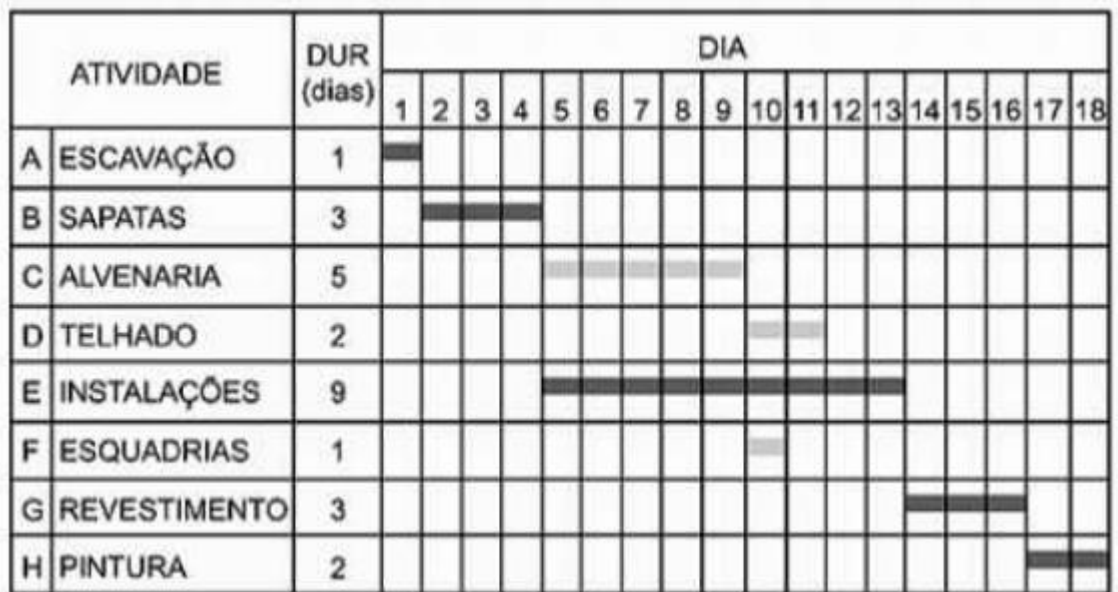 ATIVIDADE DUR (dias) DIA
1 2 3 4 5 6 7 8 9 10 11 12 13 14 15 16 17 18
A ESCAVAÇÃO 1
B SAPATAS 3
C ALVENARIA 5
D TELHADO 2
E INSTALAÇÕES 9
F ESQUADRIAS 1
G REVESTIMENTO 3
H PINTURA 2